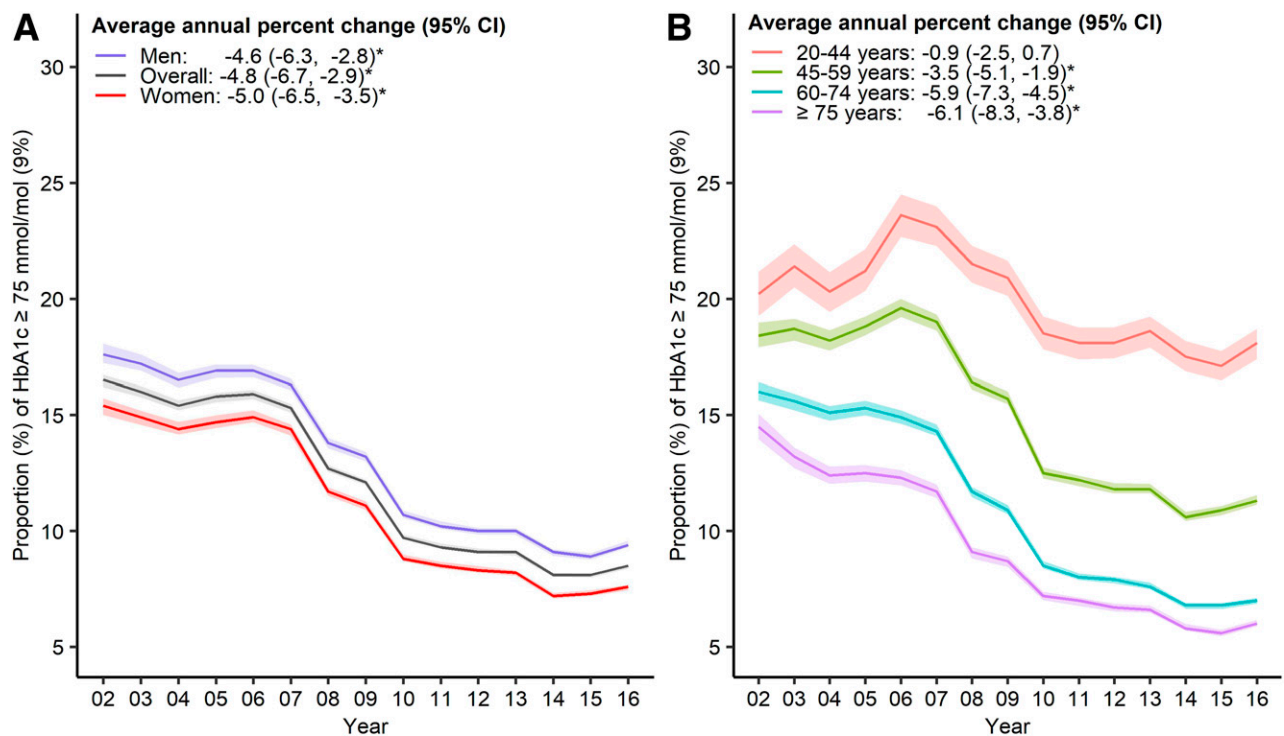 A
Average annual percent change (95% CI)
Men: -4.6 (-6.3, -2.8)*
Overall: -4.8 (-6.7, -2.9)*
Women: -5.0 (-6.5, -3.5)*
Proportion (%) of HbA1c ≥ 75 mmol/mol (9%)
30
25
20
15
10
5
02 03 04 05 06 07 08 09 10 11 12 13 14 15 16
Year
B
Average annual percent change (95% CI)
20-44 years: -0.9 (-2.5, 0.7)
45-59 years: -3.5 (-5.1, -1.9)*
60-74 years: -5.9 (-7.3, -4.5)*
≥ 75 years: -6.1 (-8.3, -3.8)*
Proportion (%) of HbA1c ≥ 75 mmol/mol (9%)
30
25
20
15
10
5
02 03 04 05 06 07 08 09 10 11 12 13 14 15 16
Year